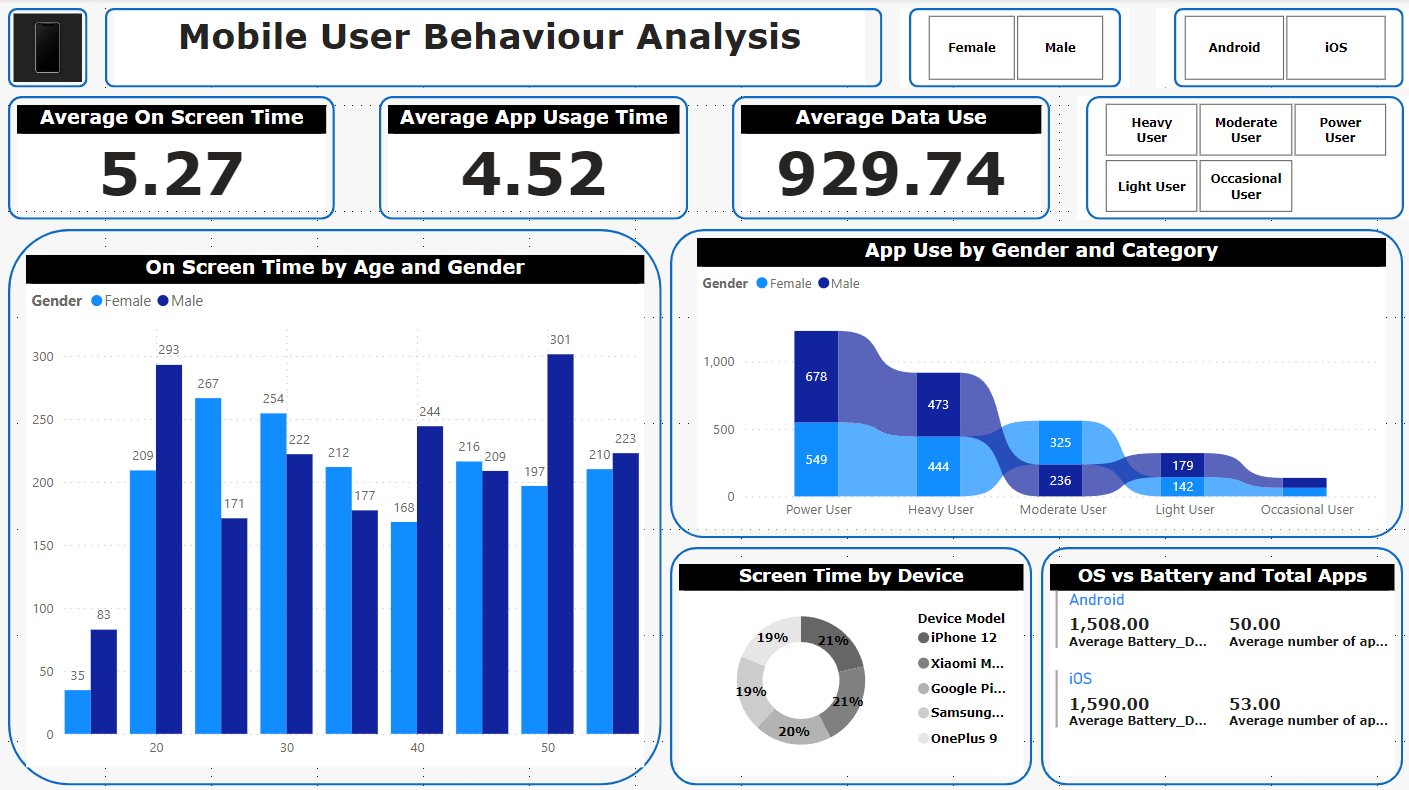 Mobile User Behaviour Analysis
Female
Male
Android
iOS
Average On Screen Time
5.27
Average App Usage Time
4.52
Average Data Use
929.74
Heavy
User
Moderate
User
Power
User
Light User
Occasional
User
On Screen Time by Age and Gender
Gender Female Male
300
250
200
150
100
50
0
35
83
209
293
267
171
254
222
212
177
168
244
216
209
197
301
210
223
20
30
40
50
App Use by Gender and Category
Gender Female Male
1,000
500
0
678
549
473
444
325
236
179
142
Power User
Heavy User
Moderate User
Light User
Occasional User
Screen Time by Device
21%
21%
20%
19%
19%
Device Model
iPhone 12
Xiaomi M...
Google Pi...
Samsung...
OnePlus 9
OS vs Battery and Total Apps
Android
1,508.00 50.00
Average Battery_D... Average number of ap...
iOS
1,590.00 53.00
Average Battery_D... Average number of ap...